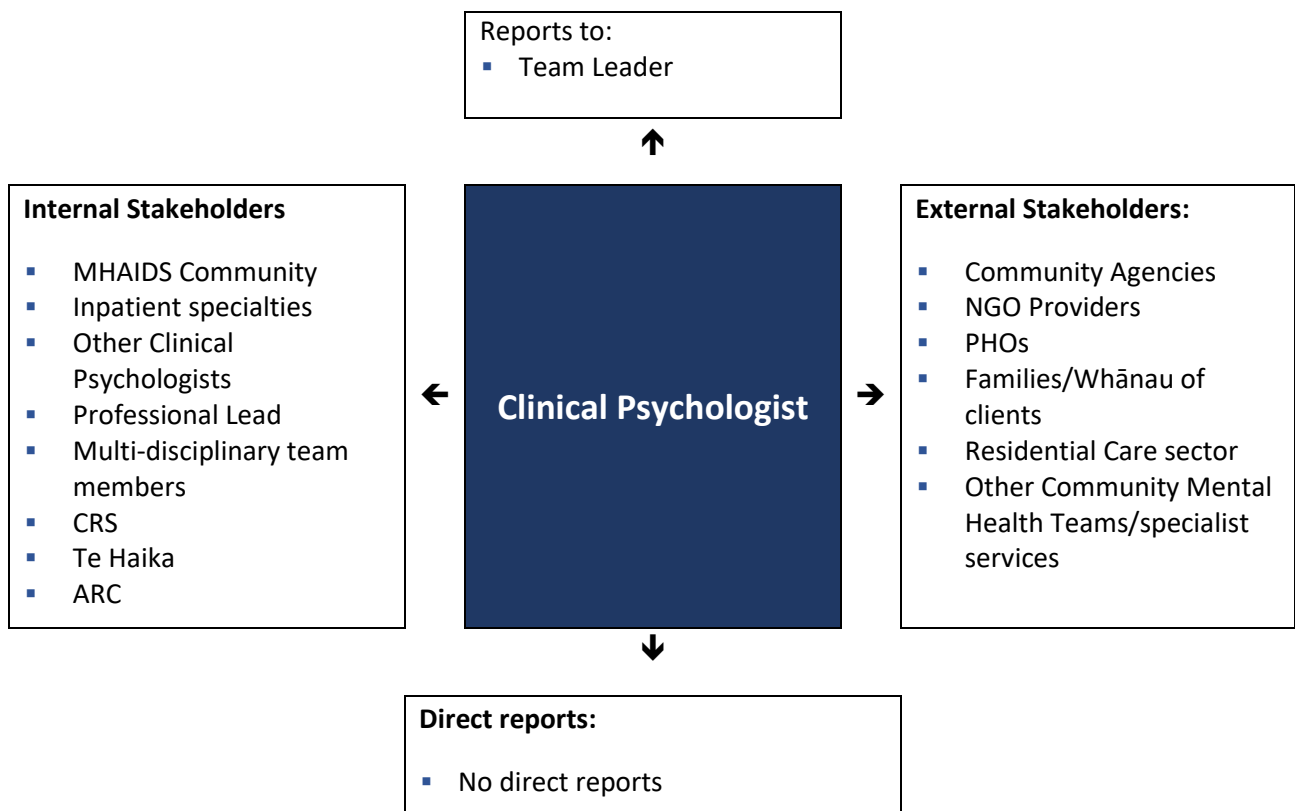 Reports to:
▪ Team Leader
Internal Stakeholders
▪ MHAIDS Community
▪ Inpatient specialties
▪ Other Clinical
Psychologists
▪ Professional Lead
▪ Multi-disciplinary team
members
▪ CRS
▪ Te Haika
▪ ARC
Clinical Psychologist
External Stakeholders:
▪ Community Agencies
▪ NGO Providers
▪ PHOs
▪ Families/Whānau of
clients
▪ Residential Care sector
▪ Other Community Mental
Health Teams/specialist
services
Direct reports:
▪ No direct reports